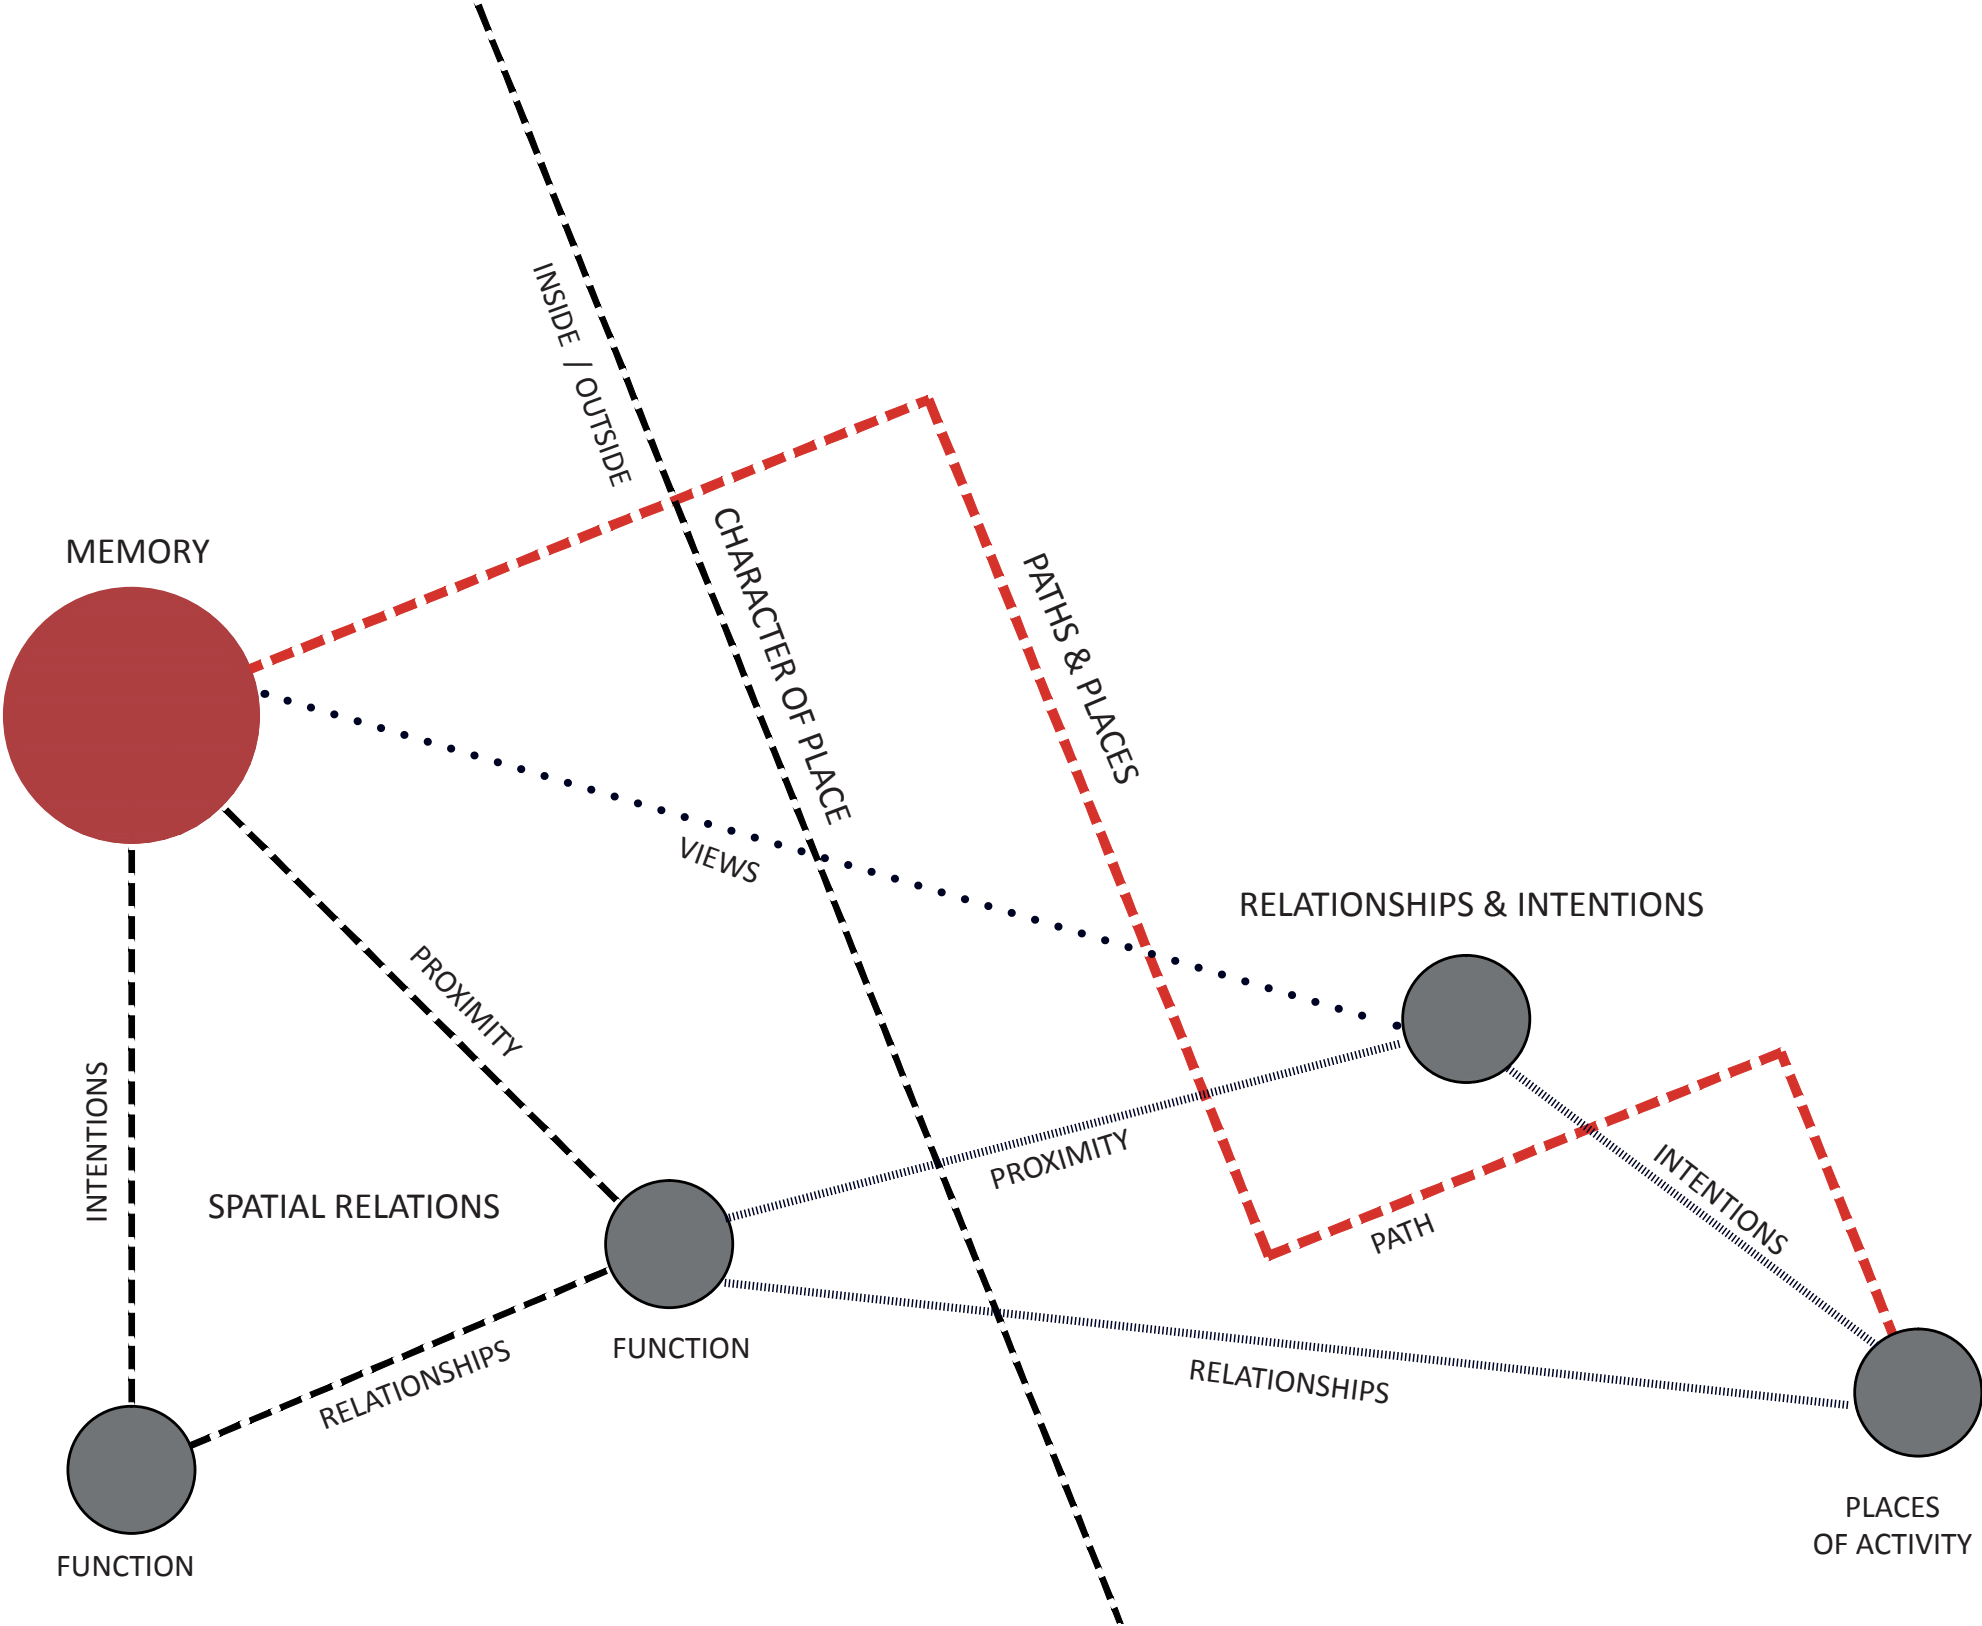 INSIDE / OUTSIDE
CHARACTER OF PLACE
PATHS & PLACES
MEMORY
VIEWS
RELATIONSHIPS & INTENTIONS
PROXIMITY
INTENTIONS
SPATIAL RELATIONS
PROXIMITY
PATH
INTENTIONS
FUNCTION
RELATIONSHIPS
RELATIONSHIPS
FUNCTION
PLACES
OF ACTIVITY